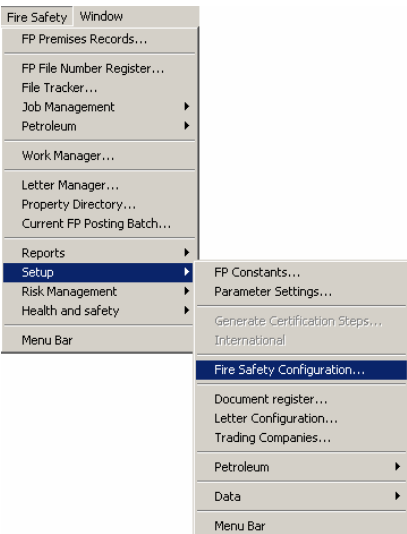 Fire Safety Window
FP Premises Records...
FP File Number Register...
File Tracker...
Job Management
Petroleum
Work Manager...
Letter Manager...
Property Directory...
Current FP Posting Batch...
Reports
Setup
Risk Management
Health and safety
Menu Bar
FP Constants...
Parameter Settings...
Generate Certification Steps...
International
Fire Safety Configuration...
Document register...
Letter Configuration...
Trading Companies...
Petroleum
Data
Menu Bar